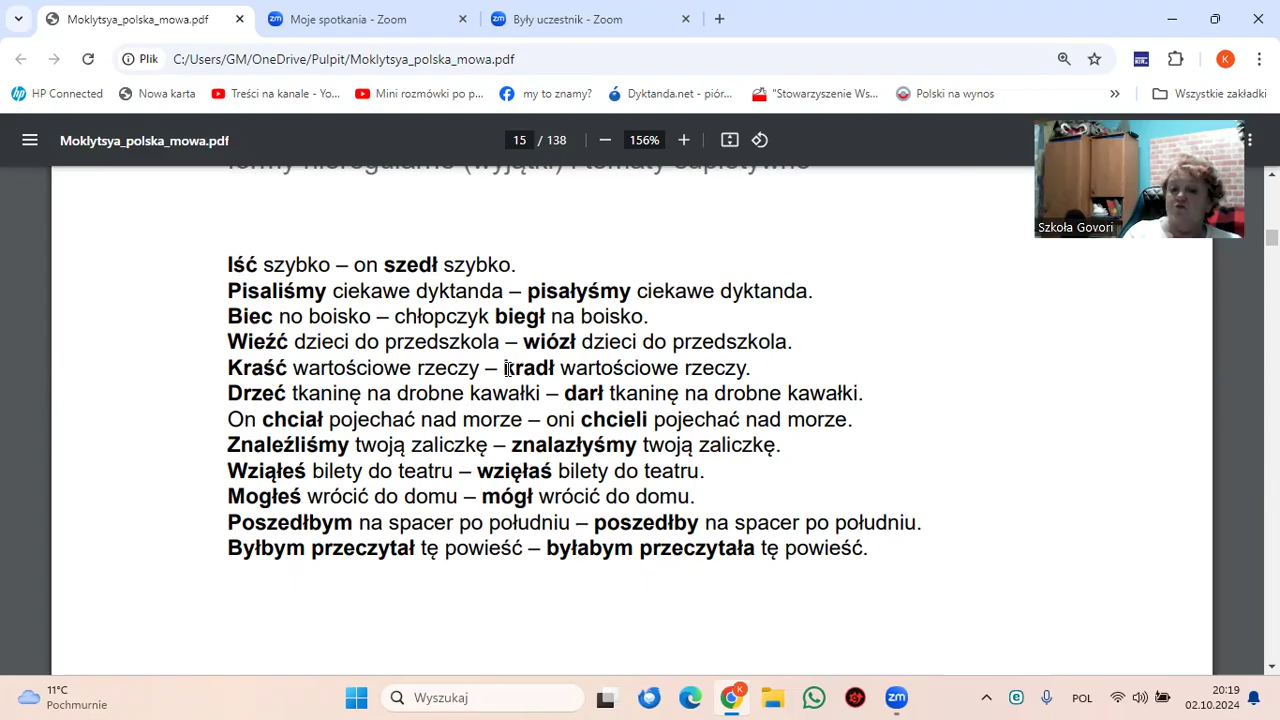 Moklytsya_polska_mowa.pdf
Moje spotkania - Zoom
Były uczestnik - Zoom
Plik
C:/Users/GM/OneDrive/Pulpit/Moklytsya_polska_mowa.pdf
K
HP Connected
Nowa karta
Treści na kanale - Yo...
Mini rozmówki po p...
my to znamy?
Dyktanda.net - piór...
"Stowarzyszenie Ws...
Polski na wynos
Wszystkie zakładki
Moklytsya_polska_mowa.pdf
15 / 138
156%
formy nieregularne (wyjątki) i tematy supletywne
Szkoła Govori
Iść szybko – on szedł szybko.
Pisaliśmy ciekawe dyktanda – pisałyśmy ciekawe dyktanda.
Biec no boisko – chłopczyk biegł na boisko.
Wieźć dzieci do przedszkola – wiózł dzieci do przedszkola.
Kraść wartościowe rzeczy – kradł wartościowe rzeczy.
Drzeć tkaninę na drobne kawałki – darł tkaninę na drobne kawałki.
On chciał pojechać nad morze – oni chcieli pojechać nad morze.
Znaleźliśmy twoją zaliczkę – znalazłyśmy twoją zaliczkę.
Wziąłeś bilety do teatru – wzięłaś bilety do teatru.
Mogłeś wrócić do domu – mógł wrócić do domu.
Poszedłbym na spacer po południu – poszedłby na spacer po południu.
Byłbym przeczytał tę powieść – byłabym przeczytała tę powieść.
11°C
Pochmurnie
Wyszukaj
POL
20:19
02.10.2024